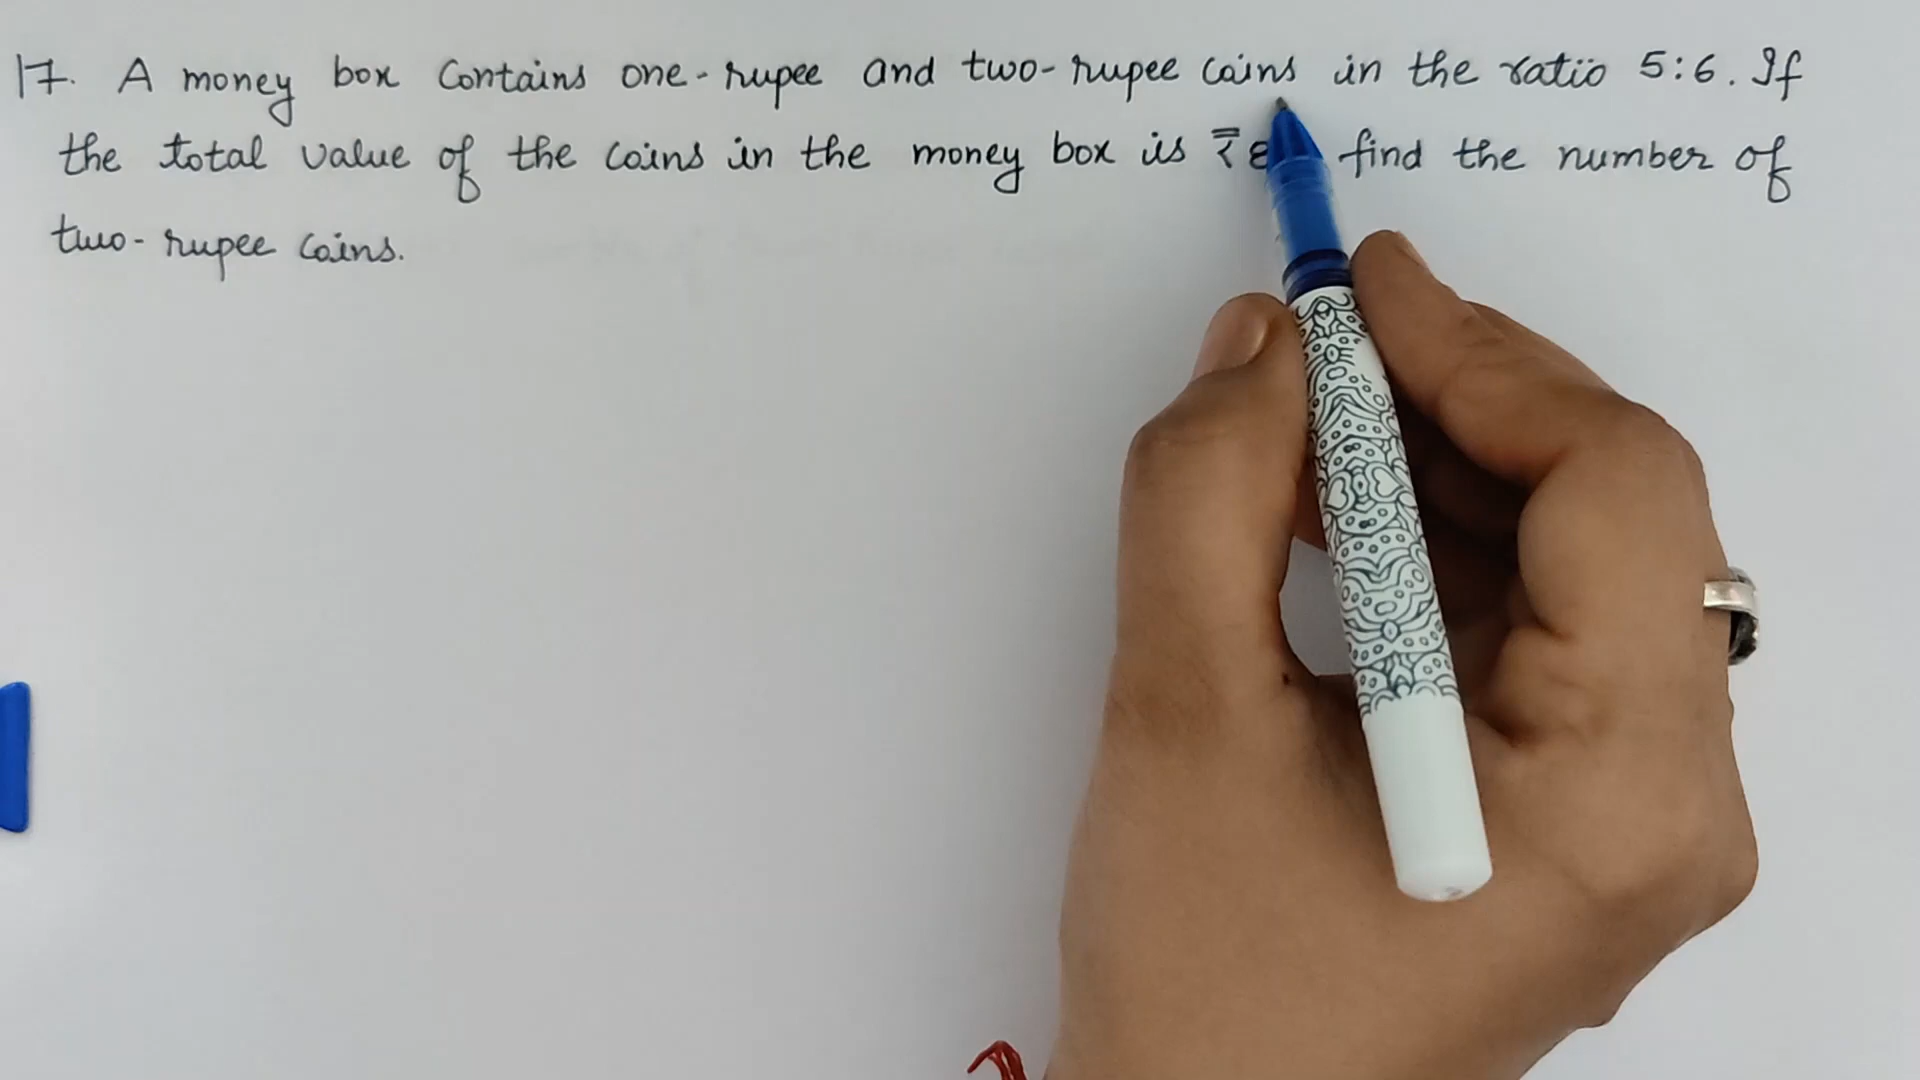 17. A money box contains one-rupee and two-rupee coins in the ratio 5:6. If
the total value of the coins in the money box is ₹ find the number of
two-rupee coins.